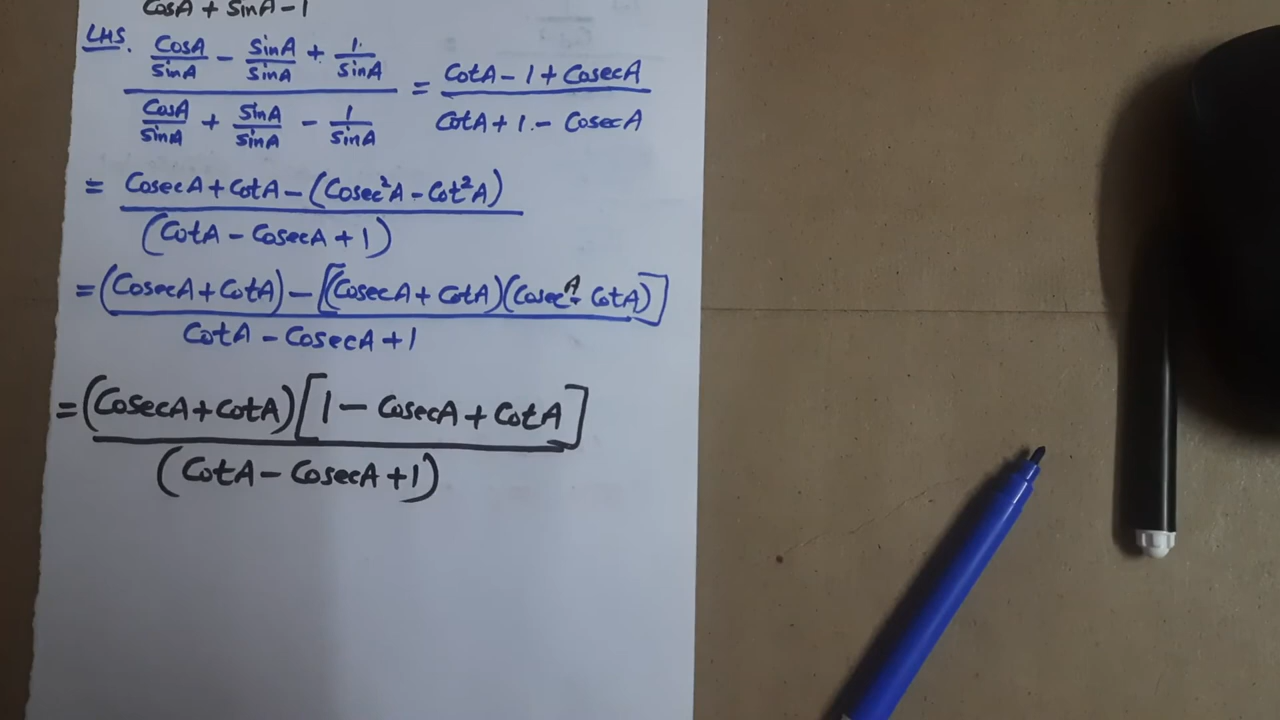 CosA + SinA - 1
LHS. (CosA/SinA - SinA/SinA + 1/SinA) / (CosA/SinA + SinA/SinA - 1/SinA) = (CotA - 1 + CosecA) / (CotA + 1 - CosecA)
= (CosecA + CotA - (Cosec²A - Cot²A)) / (CotA - CosecA + 1)
= (CosecA + CotA) - [(CosecA + CotA)(CosecA - CotA)] / CotA - CosecA + 1
= (CosecA + CotA)[1 - CosecA + CotA] / (CotA - CosecA + 1)